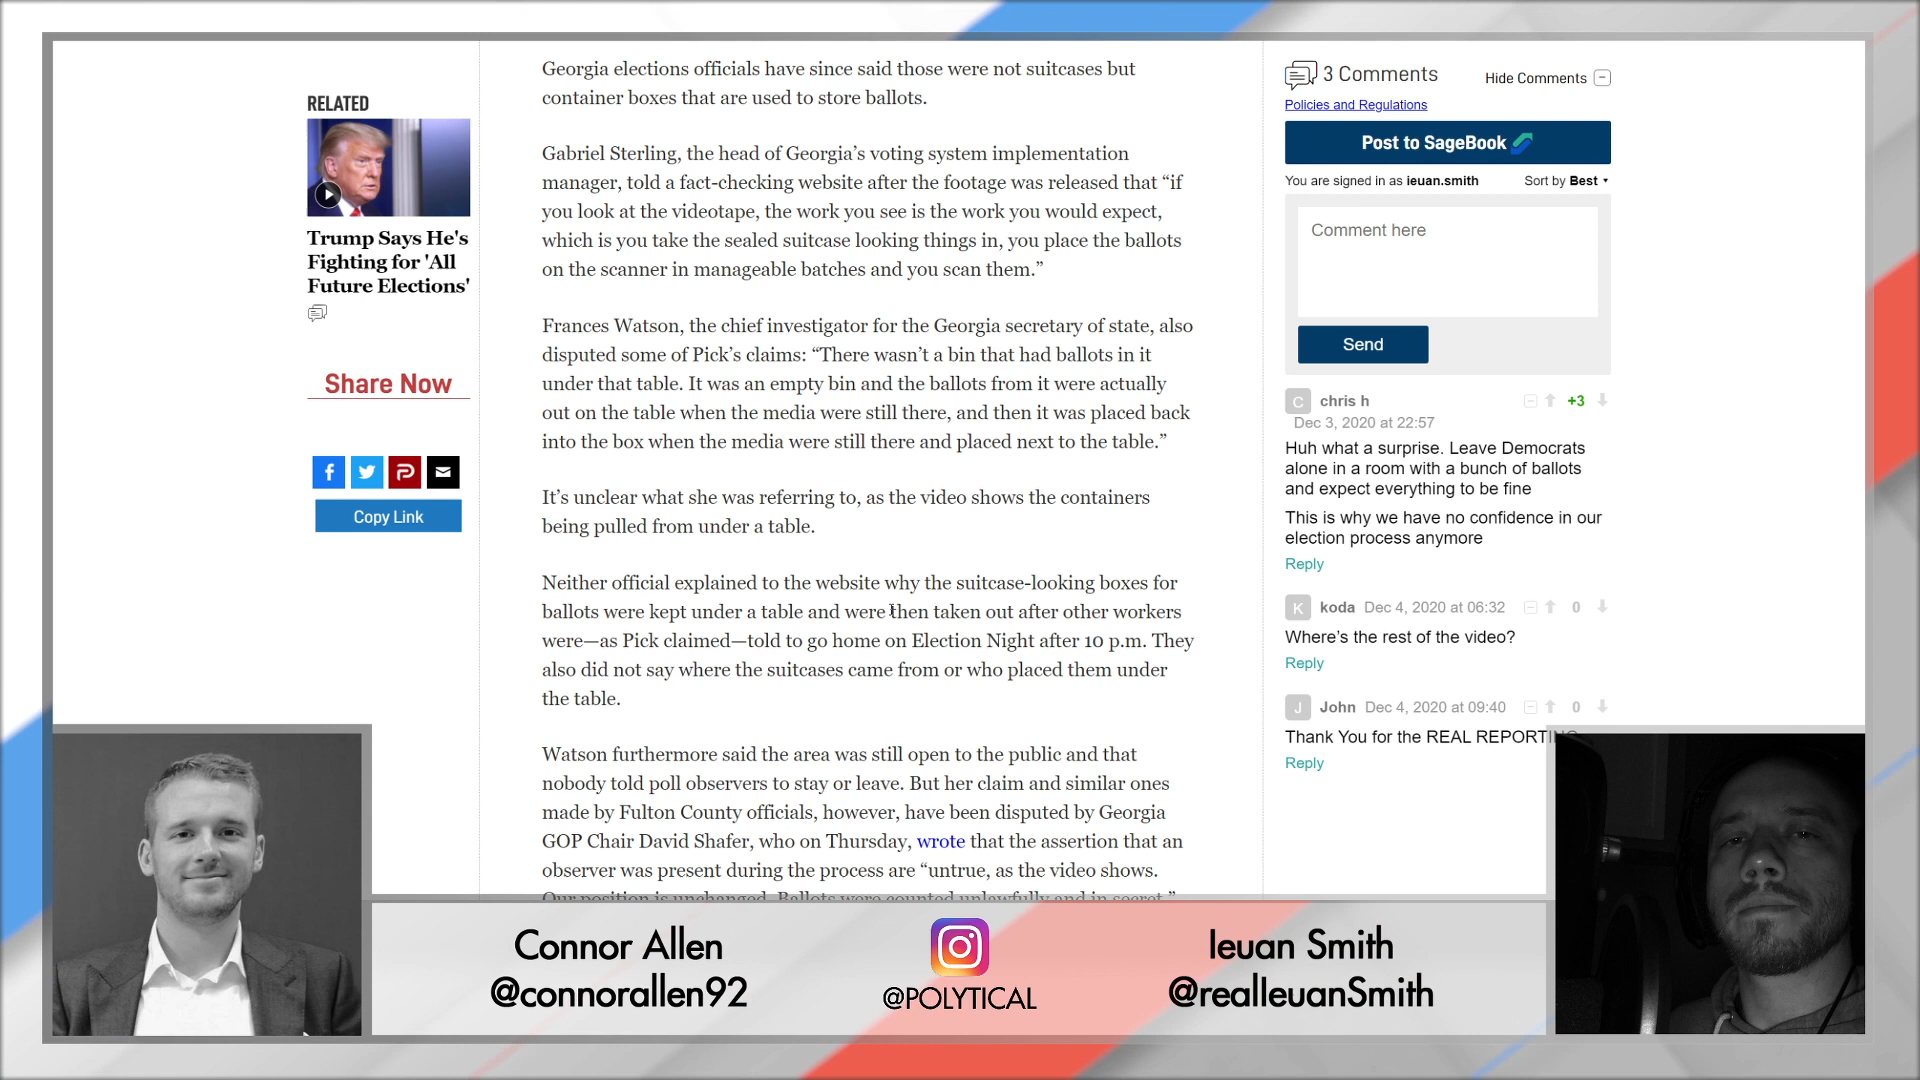 Georgia elections officials have since said those were not suitcases but
container boxes that are used to store ballots.
Gabriel Sterling, the head of Georgia’s voting system implementation
manager, told a fact-checking website after the footage was released that “if
you look at the videotape, the work you see is the work you would expect,
which is you take the sealed suitcase looking things in, you place the ballots
on the scanner in manageable batches and you scan them.”
Frances Watson, the chief investigator for the Georgia secretary of state, also
disputed some of Pick’s claims: “There wasn’t a bin that had ballots in it
under that table. It was an empty bin and the ballots from it were actually
out on the table when the media were still there, and then it was placed back
into the box when the media were still there and placed next to the table.”
It’s unclear what she was referring to, as the video shows the containers
being pulled from under a table.
Neither official explained to the website why the suitcase-looking boxes for
ballots were kept under a table and were then taken out after other workers
were—as Pick claimed—told to go home on Election Night after 10 p.m. They
also did not say where the suitcases came from or who placed them under
the table.
Watson furthermore said the area was still open to the public and that
nobody told poll observers to stay or leave. But her claim and similar ones
made by Fulton County officials, however, have been disputed by Georgia
GOP Chair David Shafer, who on Thursday, wrote that the assertion that an
observer was present during the process are “untrue, as the video shows.
Our position is unchanged. Ballots were counted unlawfully and in secret.”
RELATED
Trump Says He's
Fighting for 'All
Future Elections'
Share Now
Copy Link
3 Comments
Hide Comments
Policies and Regulations
Post to SageBook
You are signed in as ieuan.smith
Sort by Best
Comment here
Send
C
chris h
+3
Dec 3, 2020 at 22:57
Huh what a surprise. Leave Democrats
alone in a room with a bunch of ballots
and expect everything to be fine
This is why we have no confidence in our
election process anymore
Reply
K
koda Dec 4, 2020 at 06:32
0
Where’s the rest of the video?
Reply
J
John Dec 4, 2020 at 09:40
0
Thank You for the REAL REPORTING
Reply
Connor Allen
@connorallen92
@POLYTICAL
Ieuan Smith
@realIeuanSmith